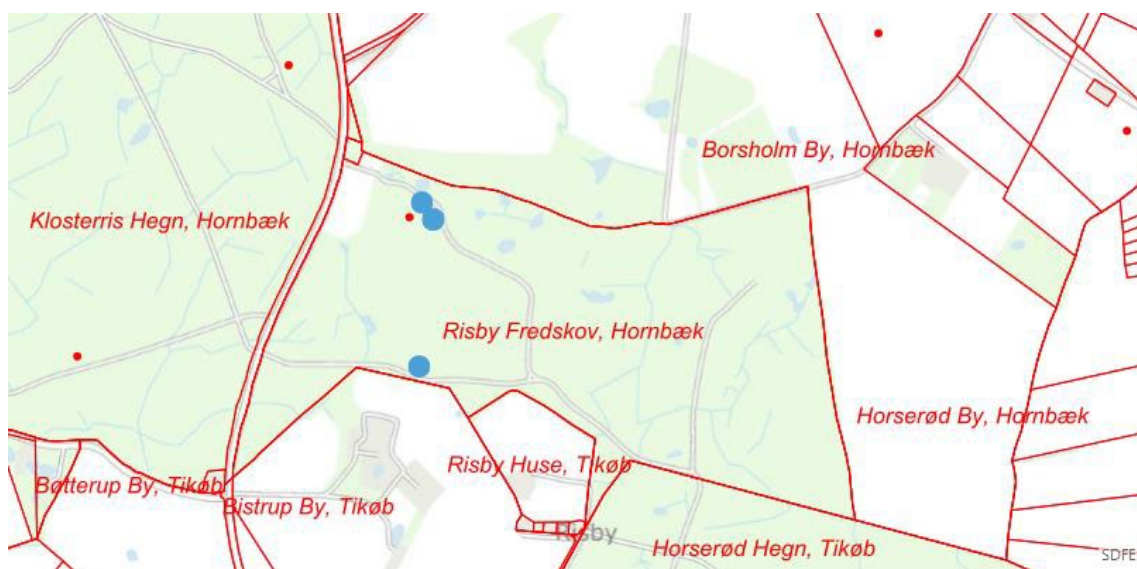 Borsholm By, Hornbæk
Klosterris Hegn, Hornbæk
Risby Fredskov, Hornbæk
Horserød By, Hornbæk
Risby Huse, Tikøb
Bøtterup By, Tikøb
Bistrup By, Tikøb
Risby
Horserød Hegn, Tikøb
SDFE